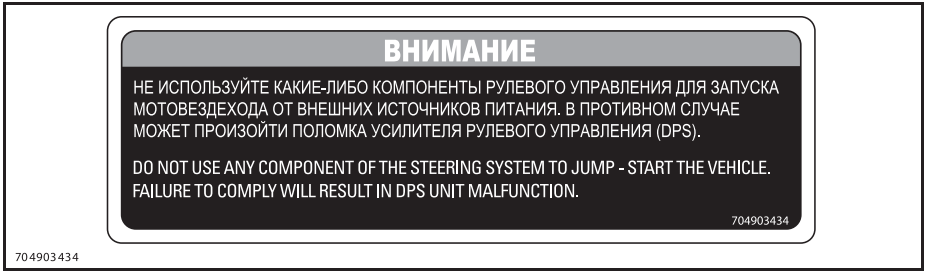 ВНИМАНИЕ
НЕ ИСПОЛЬЗУЙТЕ КАКИЕ-ЛИБО КОМПОНЕНТЫ РУЛЕВОГО УПРАВЛЕНИЯ ДЛЯ ЗАПУСКА
МОТОВЕЗДЕХОДА ОТ ВНЕШНИХ ИСТОЧНИКОВ ПИТАНИЯ. В ПРОТИВНОМ СЛУЧАЕ
МОЖЕТ ПРОИЗОЙТИ ПОЛОМКА УСИЛИТЕЛЯ РУЛЕВОГО УПРАВЛЕНИЯ (DPS).
DO NOT USE ANY COMPONENT OF THE STEERING SYSTEM TO JUMP - START THE VEHICLE.
FAILURE TO COMPLY WILL RESULT IN DPS UNIT MALFUNCTION.
704903434
704903434